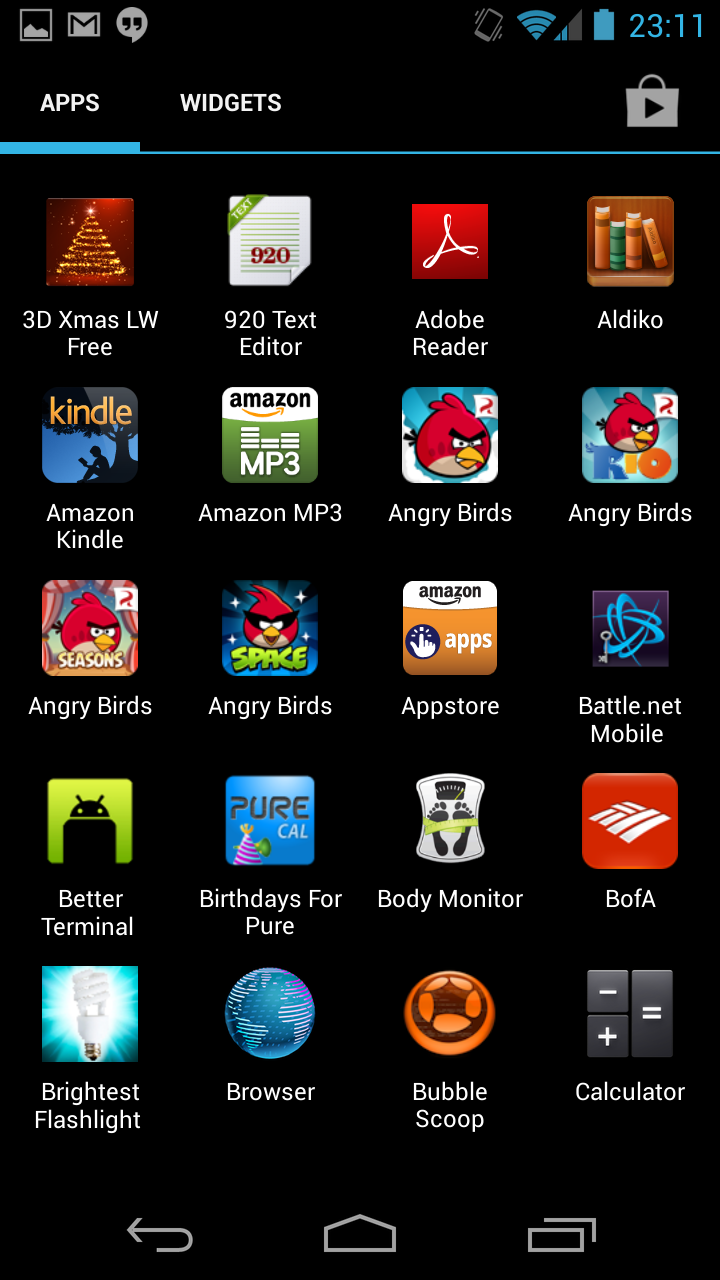 23:11
APPS WIDGETS
TEXT
920
3D Xmas LW
Free
920 Text
Editor
Adobe
Reader
Aldiko
kindle
amazon
MP3
RIO
Amazon
Kindle
Amazon MP3
Angry Birds
Angry Birds
SEASONS
SPACE
amazon
apps
Angry Birds
Angry Birds
Appstore
Battle.net
Mobile
PURE
CAL
Better
Terminal
Birthdays For
Pure
Body Monitor
BofA
Brightest
Flashlight
Browser
Bubble
Scoop
Calculator